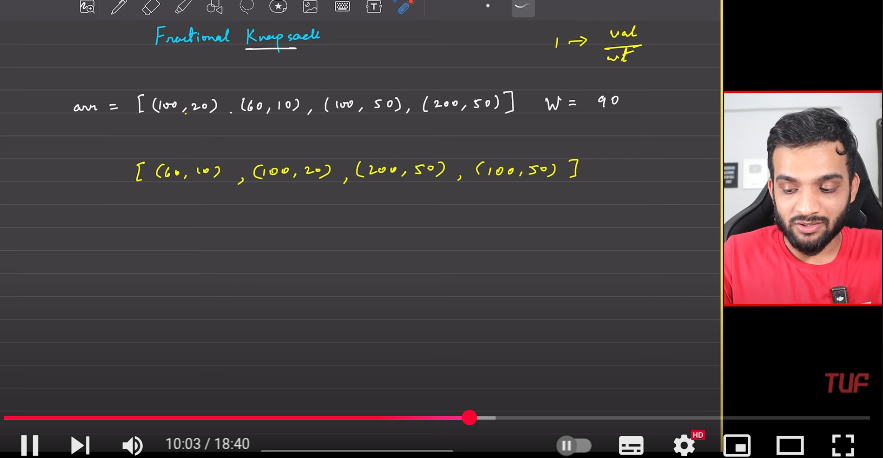 Fractional Knapsack
1 → val/wt
arr = [(100,20), (60,10), (100,50), (200,50)] W = 90
[(60,10), (100,20), (200,50), (100,50)]
TUF
10:03 / 18:40
HD